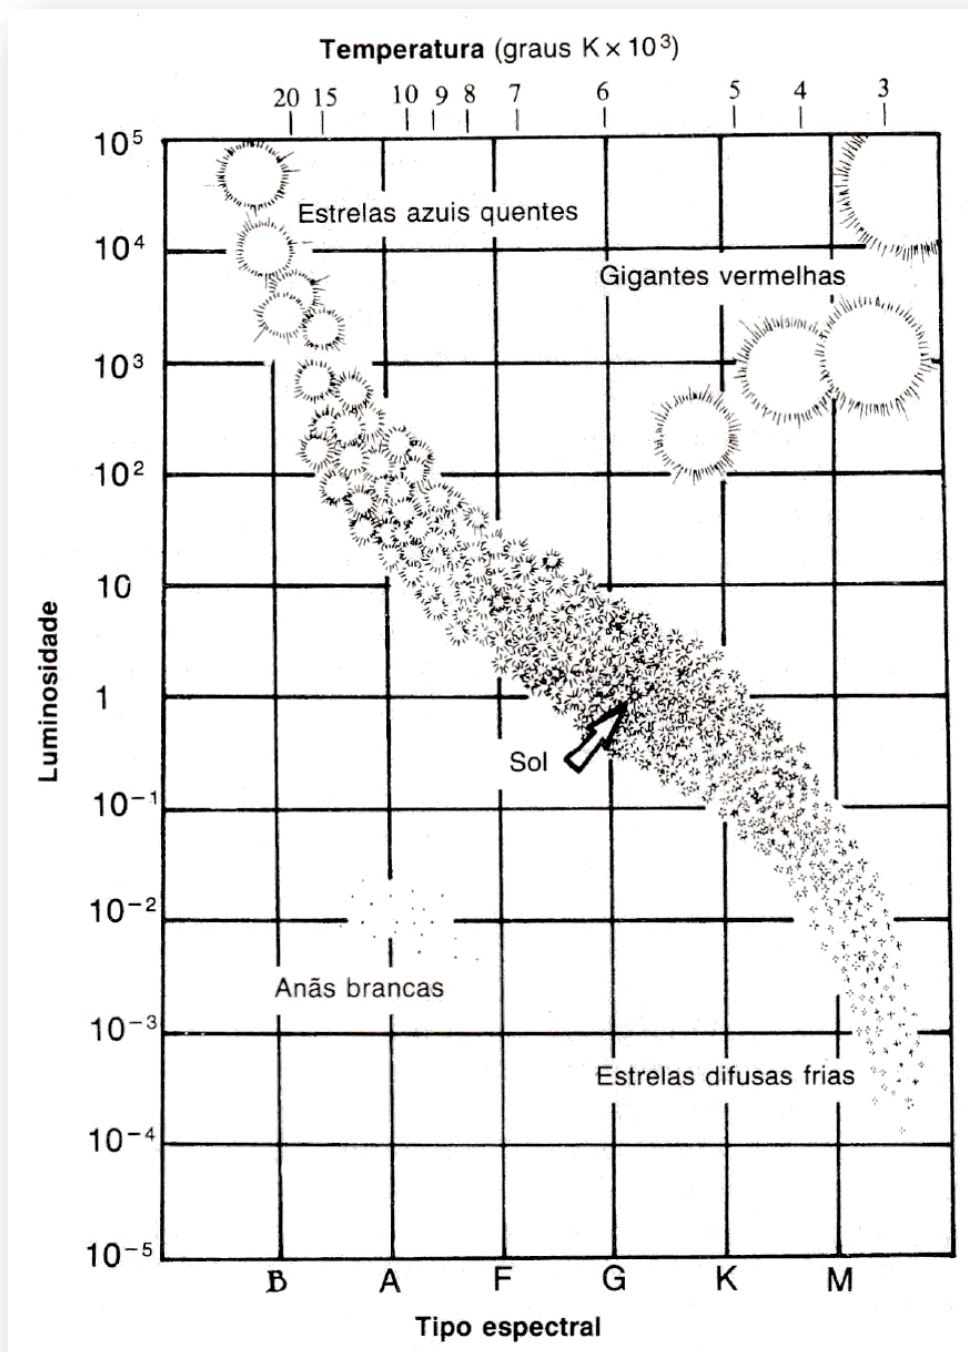 Temperatura (graus K × 10³)
20 15 10 9 8 7 6 5 4 3
10⁵
Estrelas azuis quentes
10⁴
Gigantes vermelhas
10³
10²
10
Luminosidade
1
Sol
10⁻¹
10⁻²
Anãs brancas
10⁻³
Estrelas difusas frias
10⁻⁴
10⁻⁵
B A F G K M
Tipo espectral